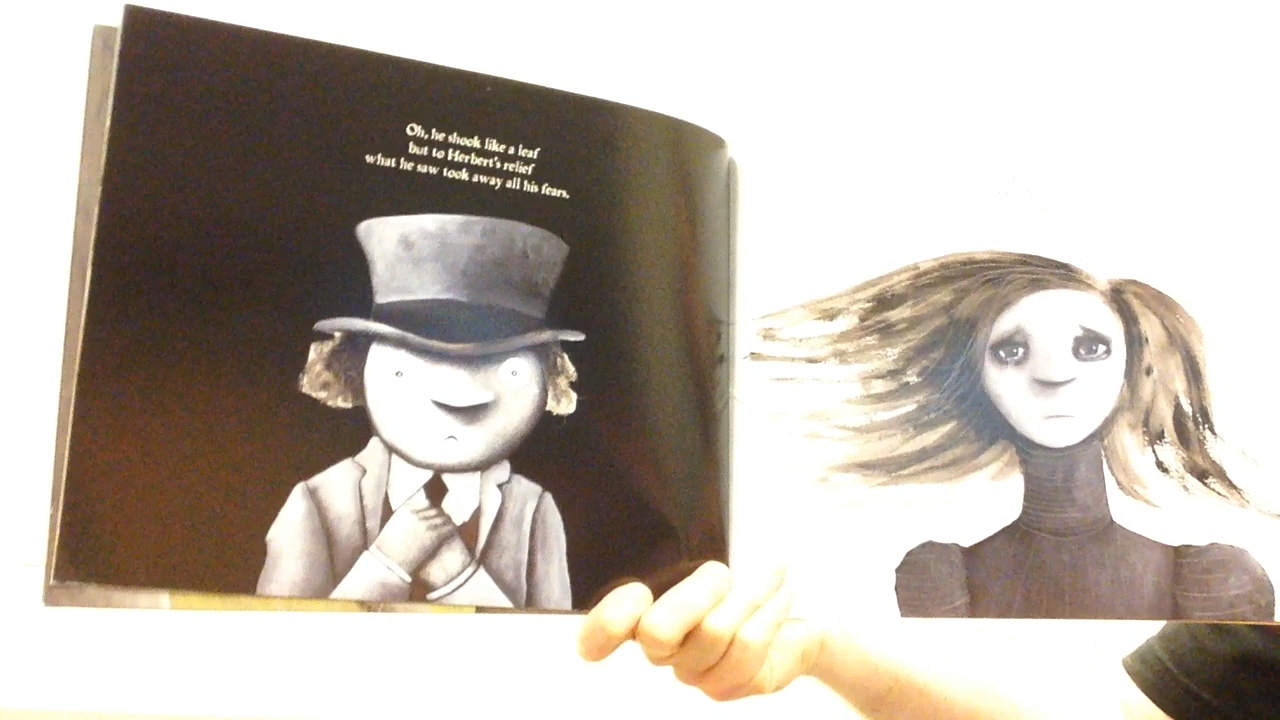 Oh, he shook like a leaf
but to Herbert's relief
what he saw took away all his fears.